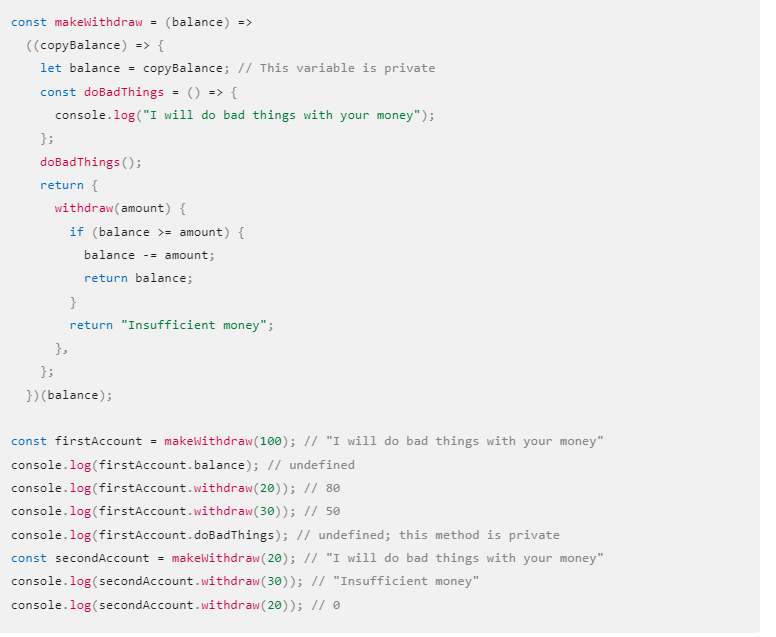 const makeWithdraw = (balance) =>
  ((copyBalance) => {
    let balance = copyBalance; // This variable is private
    const doBadThings = () => {
      console.log("I will do bad things with your money");
    };
    doBadThings();
    return {
      withdraw(amount) {
        if (balance >= amount) {
          balance -= amount;
          return balance;
        }
        return "Insufficient money";
      },
    };
  })(balance);

const firstAccount = makeWithdraw(100); // "I will do bad things with your money"
console.log(firstAccount.balance); // undefined
console.log(firstAccount.withdraw(20)); // 80
console.log(firstAccount.withdraw(30)); // 50
console.log(firstAccount.doBadThings); // undefined; this method is private
const secondAccount = makeWithdraw(20); // "I will do bad things with your money"
console.log(secondAccount.withdraw(30)); // "Insufficient money"
console.log(secondAccount.withdraw(20)); // 0